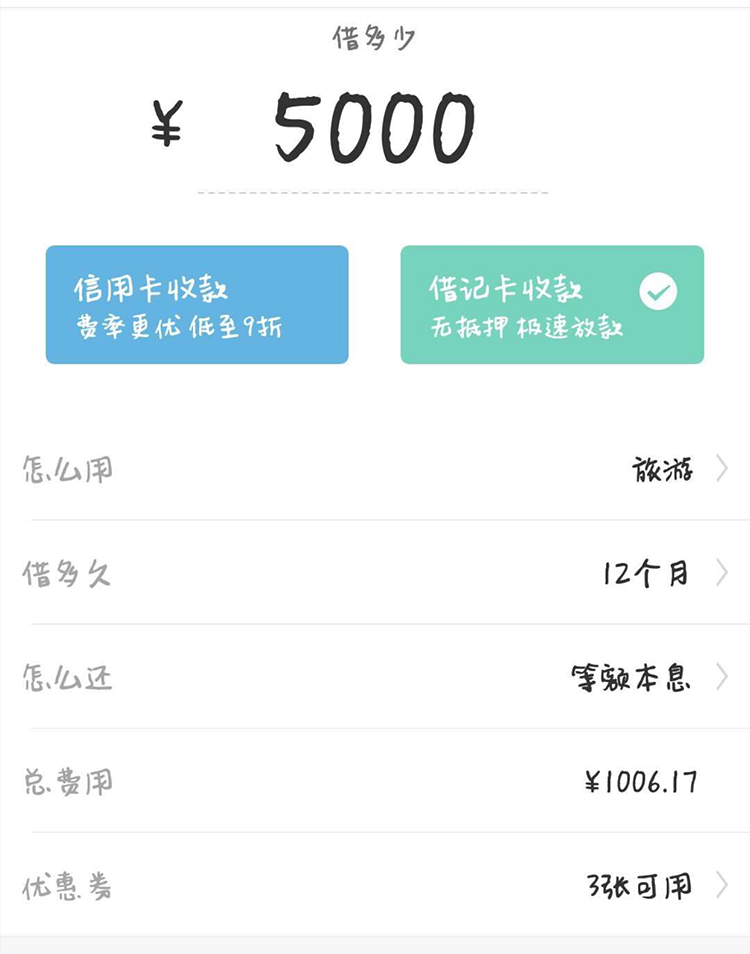 借多少
¥ 5000
信用卡收款
费率更优 低至9折
借记卡收款
无抵押 极速放款
怎么用 旅游
借多久 12个月
怎么还 等额本息
总费用 ¥1006.17
优惠券 3张可用